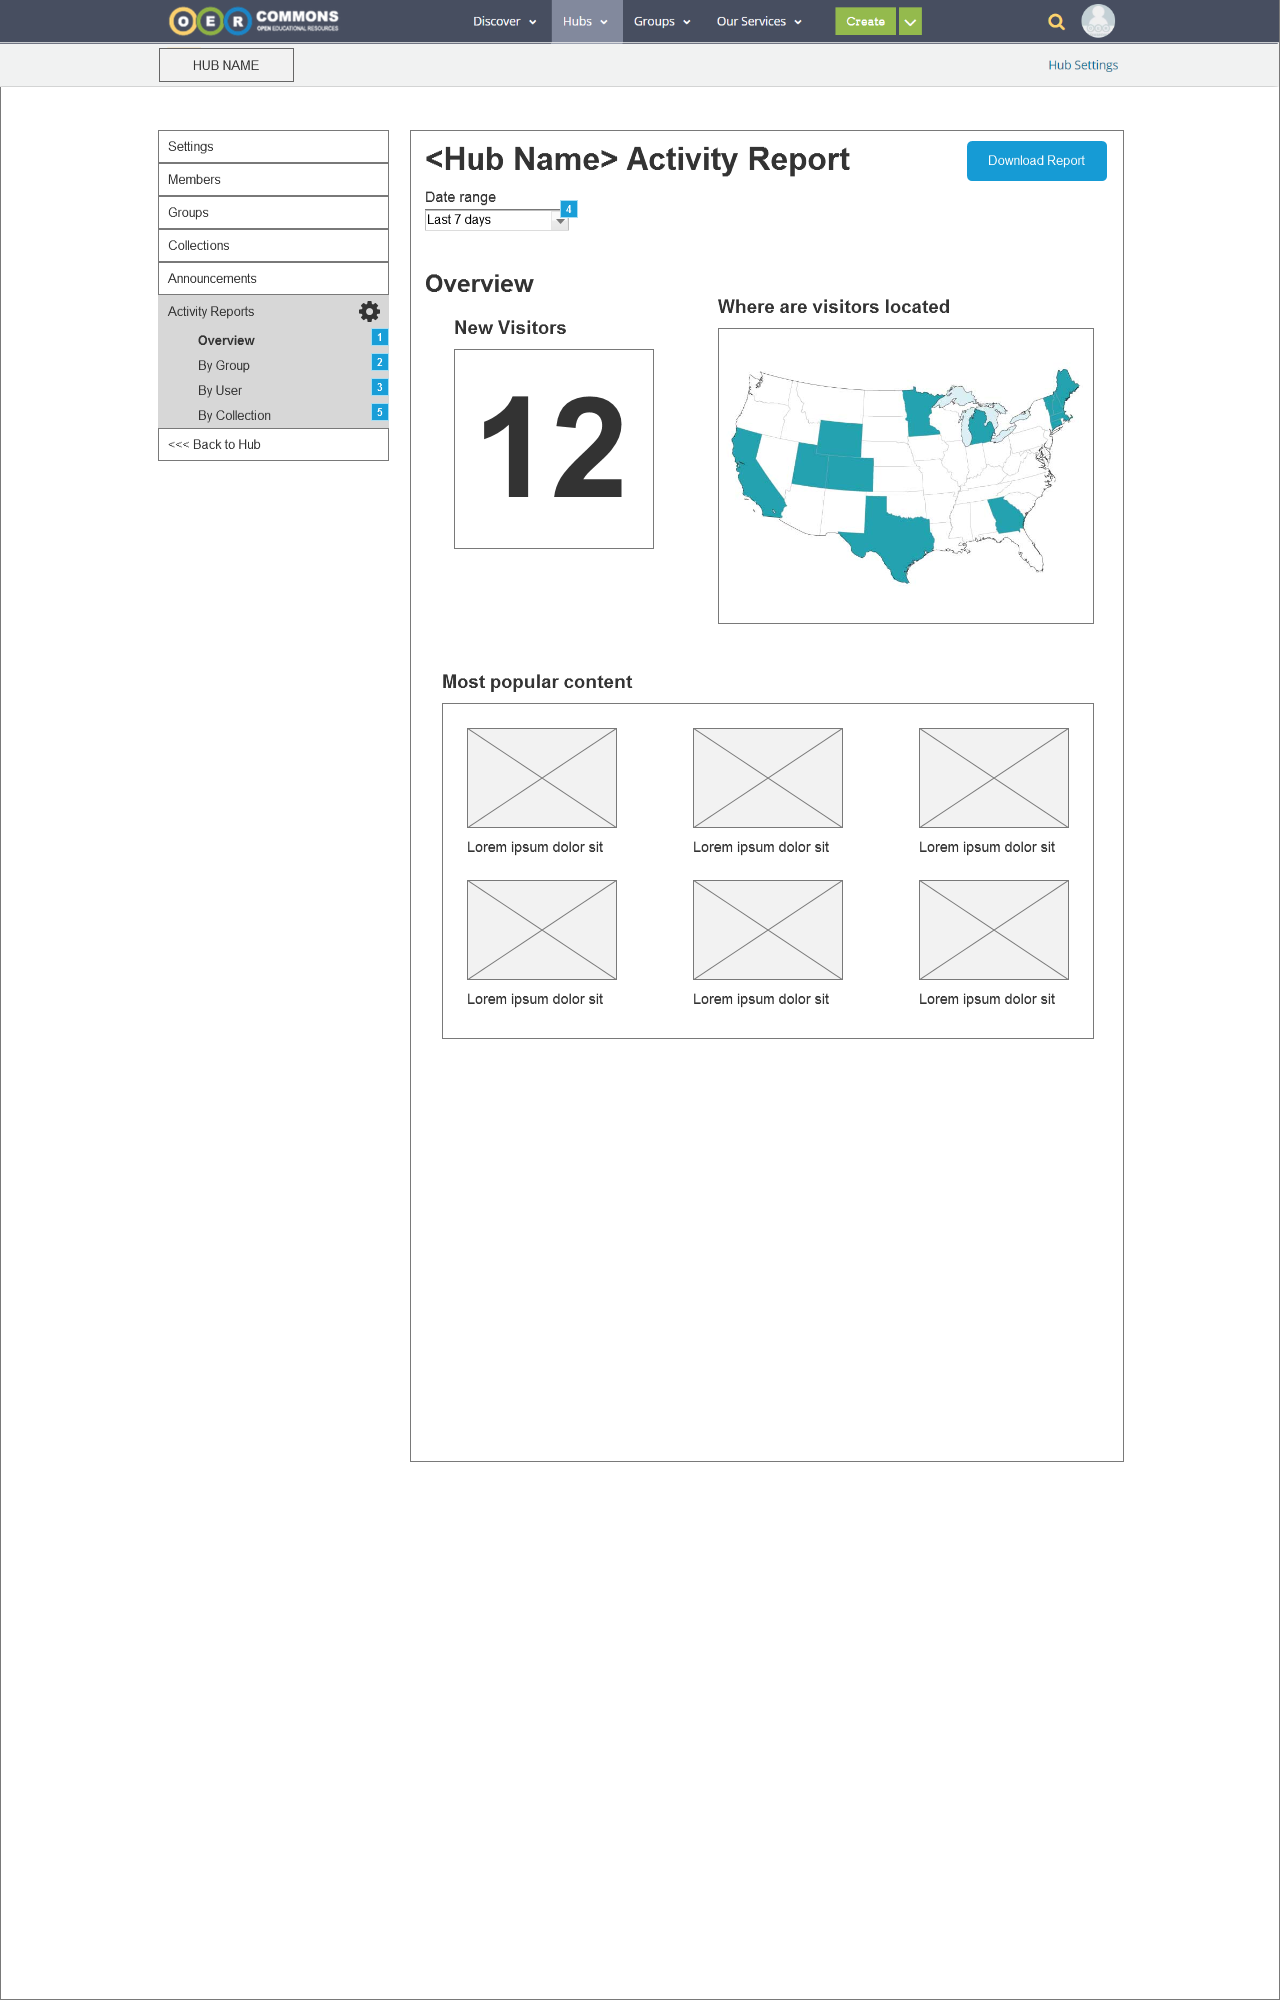 OER COMMONS
OPEN EDUCATIONAL RESOURCES
Discover
Hubs
Groups
Our Services
Create
HUB NAME
Hub Settings
Settings
Members
Groups
Collections
Announcements
Activity Reports
Overview 1
By Group 2
By User 3
By Collection 5
<<< Back to Hub
<Hub Name> Activity Report
Download Report
Date range
4
Last 7 days
Overview
New Visitors
12
Where are visitors located
Most popular content
Lorem ipsum dolor sit
Lorem ipsum dolor sit
Lorem ipsum dolor sit
Lorem ipsum dolor sit
Lorem ipsum dolor sit
Lorem ipsum dolor sit